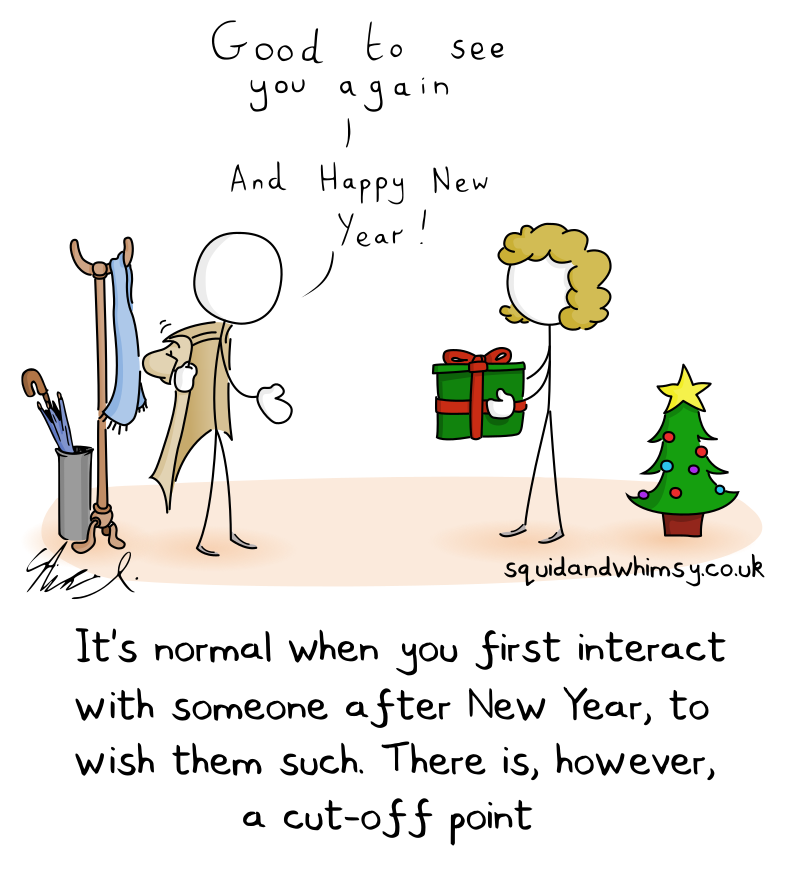 Good to see
you again
And Happy New
Year!
squidandwhimsy.co.uk
It's normal when you first interact
with someone after New Year, to
wish them such. There is, however,
a cut-off point